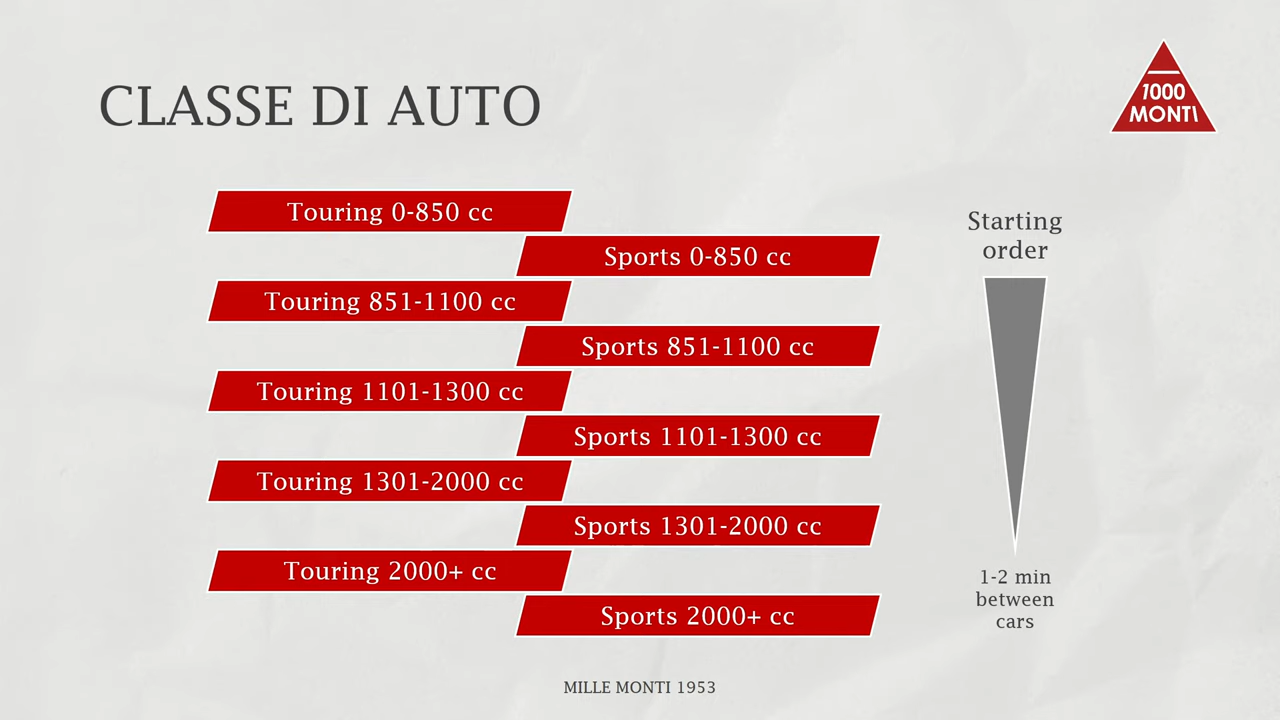 CLASSE DI AUTO
1000
MONTI
Touring 0-850 cc
Sports 0-850 cc
Touring 851-1100 cc
Sports 851-1100 cc
Touring 1101-1300 cc
Sports 1101-1300 cc
Touring 1301-2000 cc
Sports 1301-2000 cc
Touring 2000+ cc
Sports 2000+ cc
Starting
order
1-2 min
between
cars
MILLE MONTI 1953